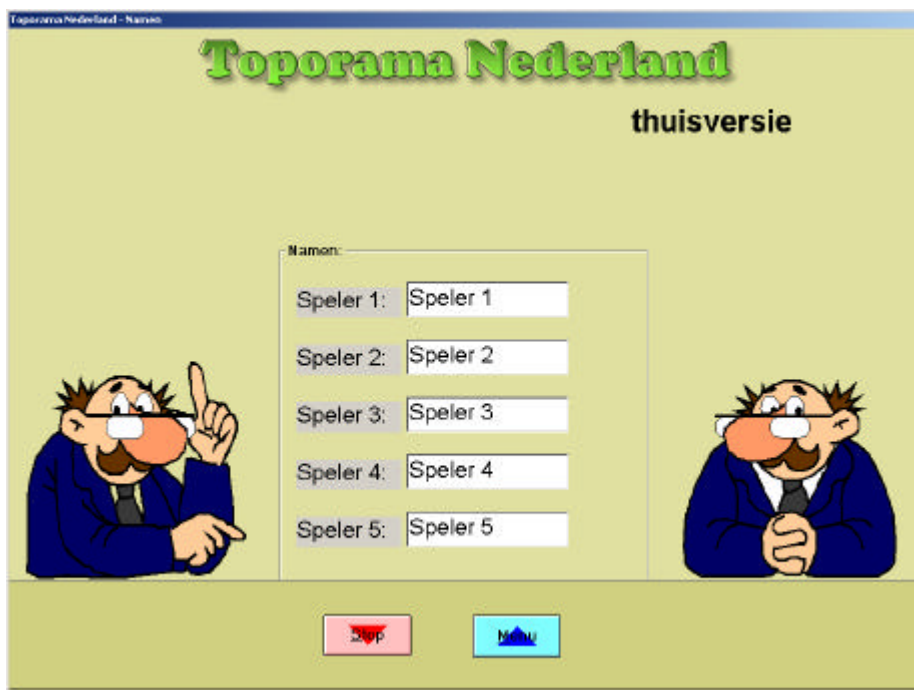 Toporama Nederland - Namen
Toporama Nederland
thuisversie
Namen:
Speler 1: Speler 1
Speler 2: Speler 2
Speler 3: Speler 3
Speler 4: Speler 4
Speler 5: Speler 5
Stop Menu